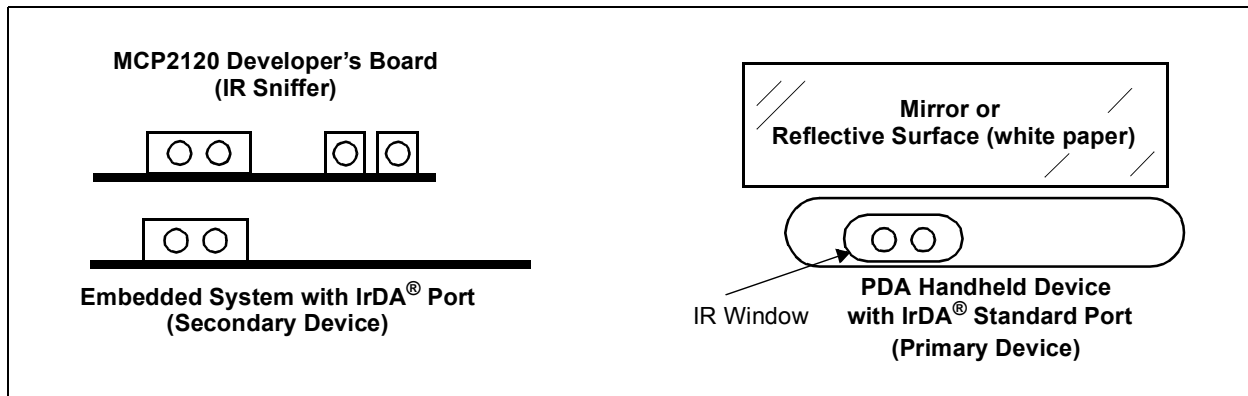 MCP2120 Developer’s Board
(IR Sniffer)
Embedded System with IrDA® Port
(Secondary Device)
Mirror or
Reflective Surface (white paper)
IR Window
PDA Handheld Device
with IrDA® Standard Port
(Primary Device)